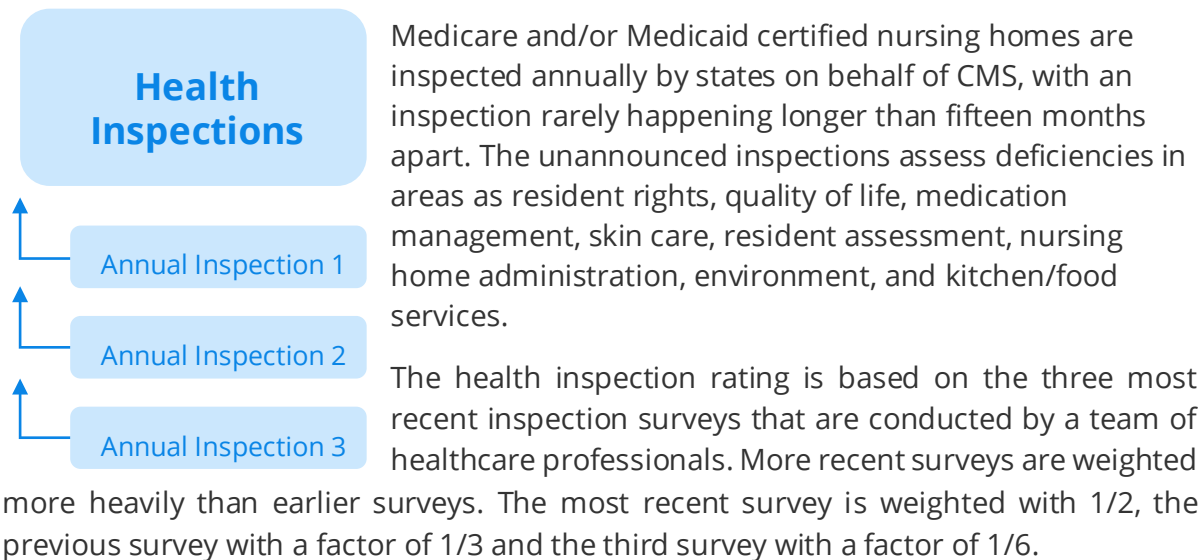 Health
Inspections
Annual Inspection 1
Annual Inspection 2
Annual Inspection 3
Medicare and/or Medicaid certified nursing homes are
inspected annually by states on behalf of CMS, with an
inspection rarely happening longer than fifteen months
apart. The unannounced inspections assess deficiencies in
areas as resident rights, quality of life, medication
management, skin care, resident assessment, nursing
home administration, environment, and kitchen/food
services.
The health inspection rating is based on the three most
recent inspection surveys that are conducted by a team of
healthcare professionals. More recent surveys are weighted
more heavily than earlier surveys. The most recent survey is weighted with 1/2, the
previous survey with a factor of 1/3 and the third survey with a factor of 1/6.